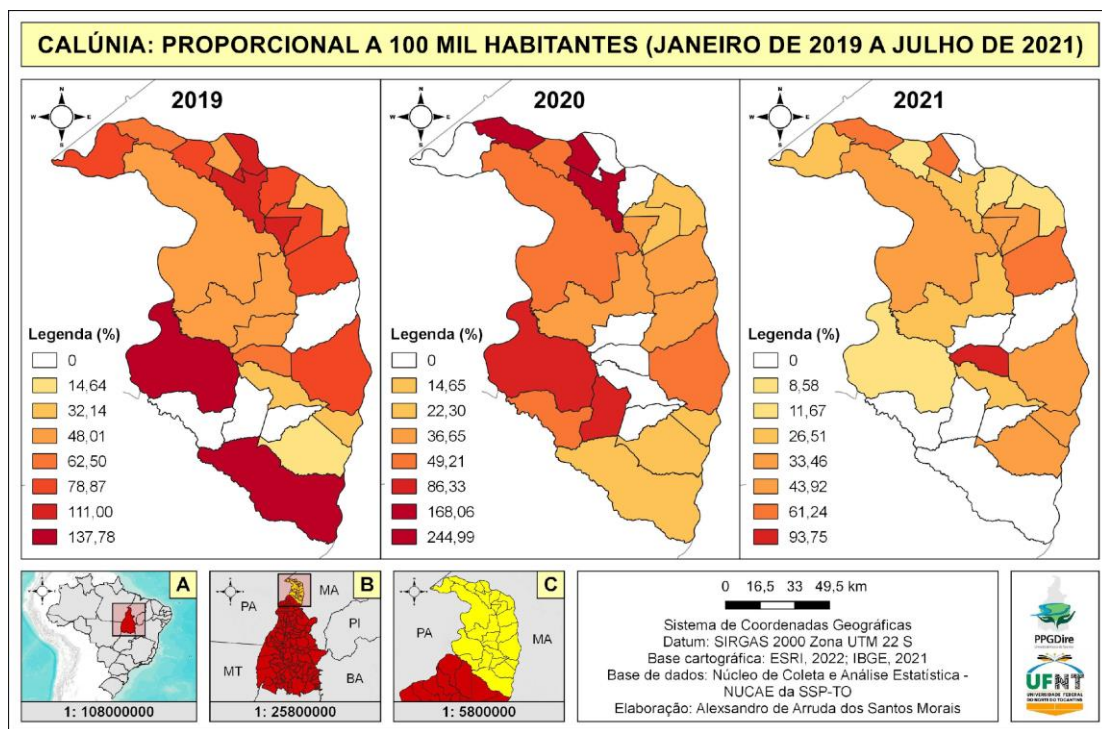 CALÚNIA: PROPORCIONAL A 100 MIL HABITANTES (JANEIRO DE 2019 A JULHO DE 2021)
2019
N
W
E
S
Legenda (%)
0
14,64
32,14
48,01
62,50
78,87
111,00
137,78
2020
N
W
E
S
Legenda (%)
0
14,65
22,30
36,65
49,21
86,33
168,06
244,99
2021
N
W
E
S
Legenda (%)
0
8,58
11,67
26,51
33,46
43,92
61,24
93,75
A
1: 108000000
B
PA
MA
PI
MT
BA
1: 25800000
C
PA
MA
1: 5800000
0 16,5 33 49,5 km
Sistema de Coordenadas Geográficas
Datum: SIRGAS 2000 Zona UTM 22 S
Base cartográfica: ESRI, 2022; IBGE, 2021
Base de dados: Núcleo de Coleta e Análise Estatística -
NUCAE da SSP-TO
Elaboração: Alexsandro de Arruda dos Santos Morais
PPGDire
UFNT
UNIVERSIDADE FEDERAL
DO NORTE DO TOCANTINS